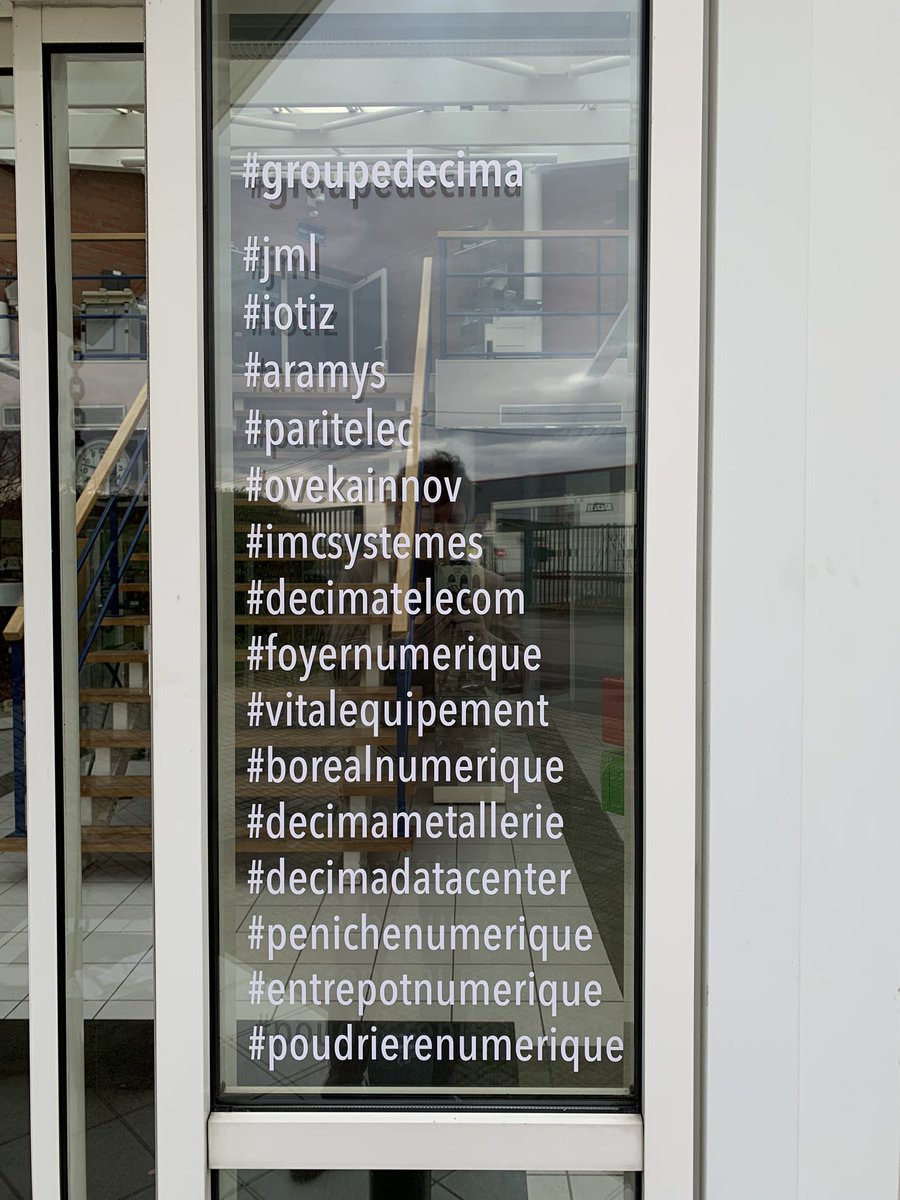 #groupedecima
#jml
#iotiz
#aramys
#paritelec
#ovekainnov
#imcsystemes
#decimatelecom
#foyernumerique
#vitalequipement
#borealnumerique
#decimametallerie
#decimadatacenter
#penichenumerique
#entrepotnumerique
#poudrierenumerique